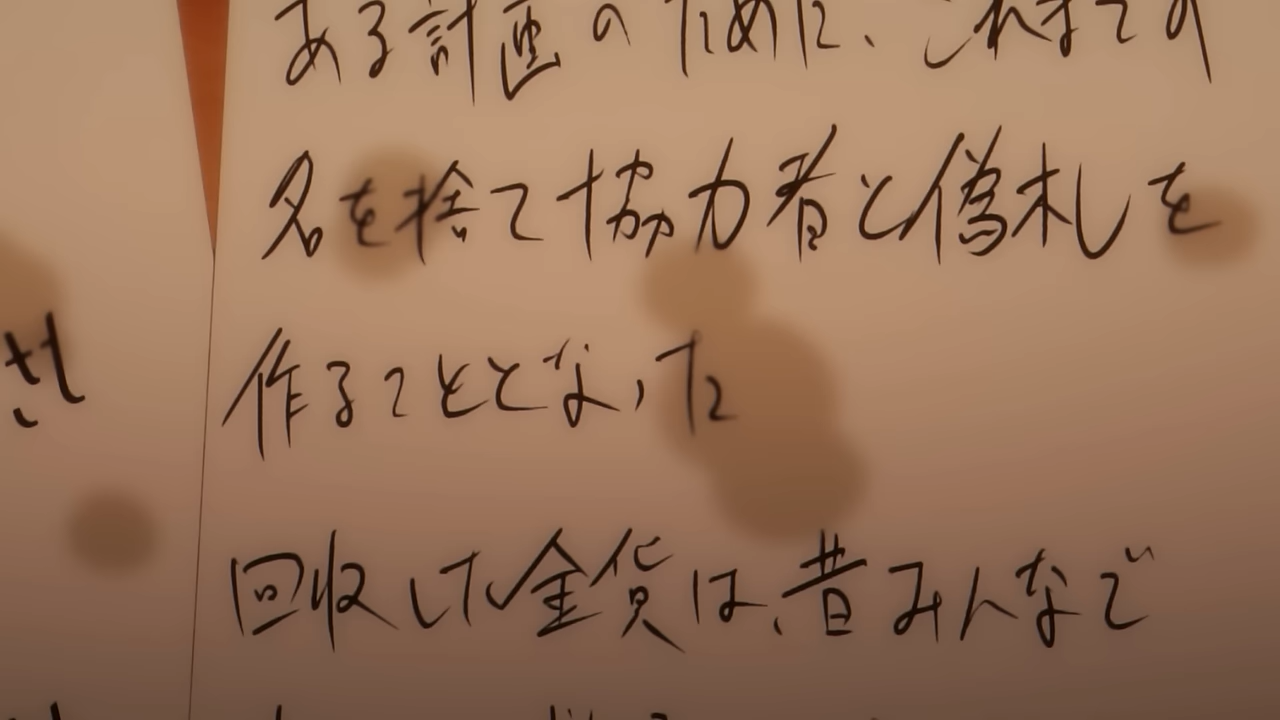 ある計画のために、これまでの
名を捨て協力者と偽札を
作ることとなった
回収した金貨は、昔みんなで
せ